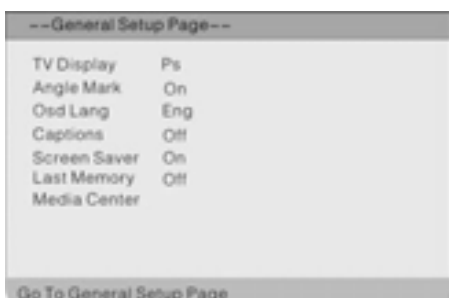 --General Setup Page--
TV Display Ps
Angle Mark On
Osd Lang Eng
Captions Off
Screen Saver On
Last Memory Off
Media Center
Go To General Setup Page